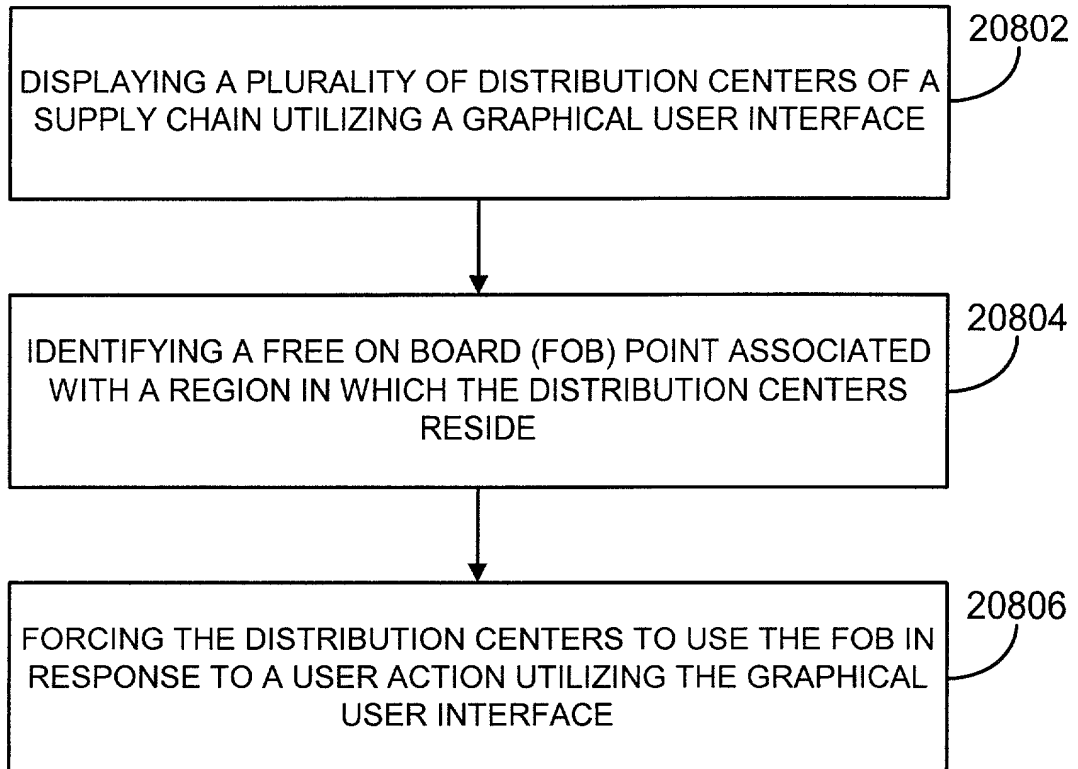 20802
DISPLAYING A PLURALITY OF DISTRIBUTION CENTERS OF A
SUPPLY CHAIN UTILIZING A GRAPHICAL USER INTERFACE
20804
IDENTIFYING A FREE ON BOARD (FOB) POINT ASSOCIATED
WITH A REGION IN WHICH THE DISTRIBUTION CENTERS
RESIDE
20806
FORCING THE DISTRIBUTION CENTERS TO USE THE FOB IN
RESPONSE TO A USER ACTION UTILIZING THE GRAPHICAL
USER INTERFACE